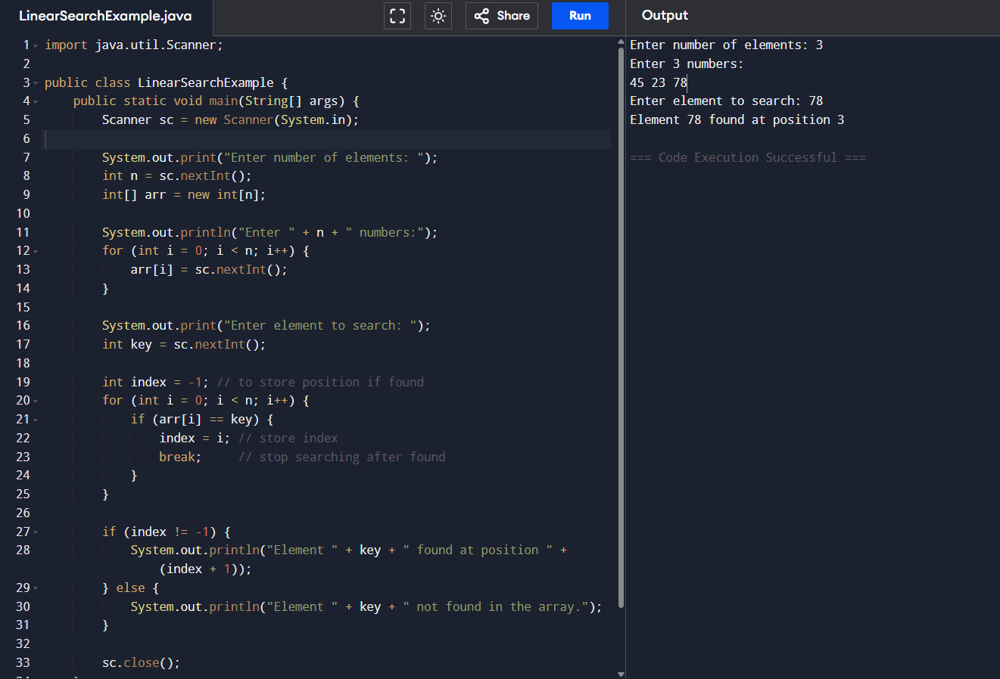 LinearSearchExample.java
Share
Run
Output
1 import java.util.Scanner;
2
3 public class LinearSearchExample {
4     public static void main(String[] args) {
5         Scanner sc = new Scanner(System.in);
6
7         System.out.print("Enter number of elements: ");
8         int n = sc.nextInt();
9         int[] arr = new int[n];
10
11         System.out.println("Enter " + n + " numbers:");
12         for (int i = 0; i < n; i++) {
13             arr[i] = sc.nextInt();
14         }
15
16         System.out.print("Enter element to search: ");
17         int key = sc.nextInt();
18
19         int index = -1; // to store position if found
20         for (int i = 0; i < n; i++) {
21             if (arr[i] == key) {
22                 index = i; // store index
23                 break;     // stop searching after found
24             }
25         }
26
27         if (index != -1) {
28             System.out.println("Element " + key + " found at position " +
                (index + 1));
29         } else {
30             System.out.println("Element " + key + " not found in the array.");
31         }
32
33         sc.close();
Enter number of elements: 3
Enter 3 numbers:
45 23 78
Enter element to search: 78
Element 78 found at position 3
=== Code Execution Successful ===